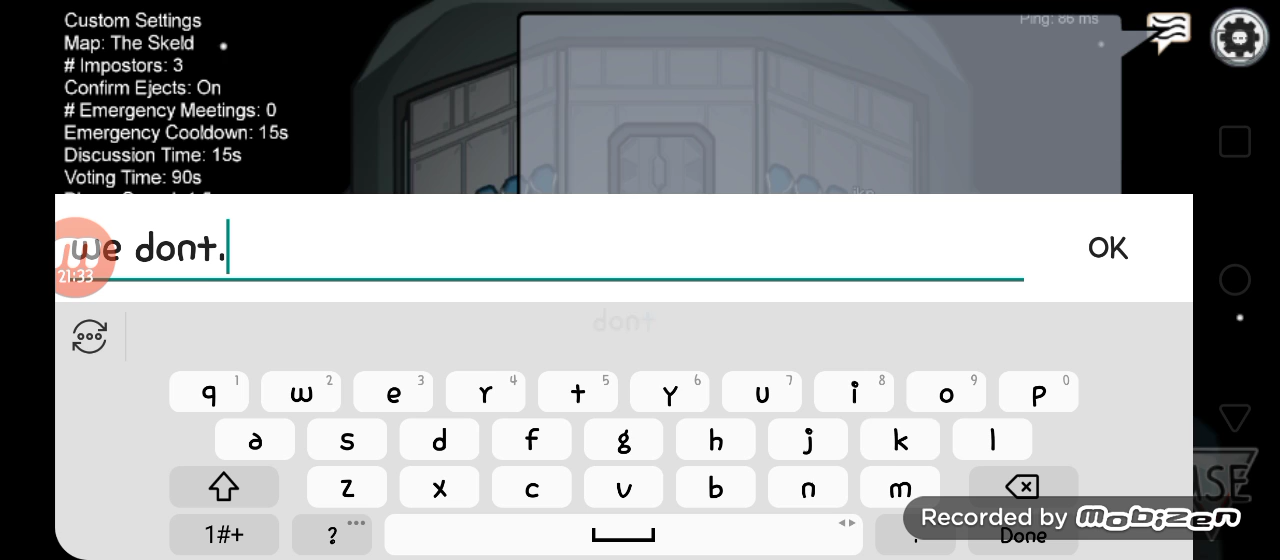 Custom Settings
Map: The Skeld
# Impostors: 3
Confirm Ejects: On
# Emergency Meetings: 0
Emergency Cooldown: 15s
Discussion Time: 15s
Voting Time: 90s
Ping: 86 ms
we dont.
OK
21:33
dont
q 1 w 2 e 3 r 4 t 5 y 6 u 7 i 8 o 9 p 0
a s d f g h j k l
z x c v b n m
1#+ ? Done
Recorded by mobizen